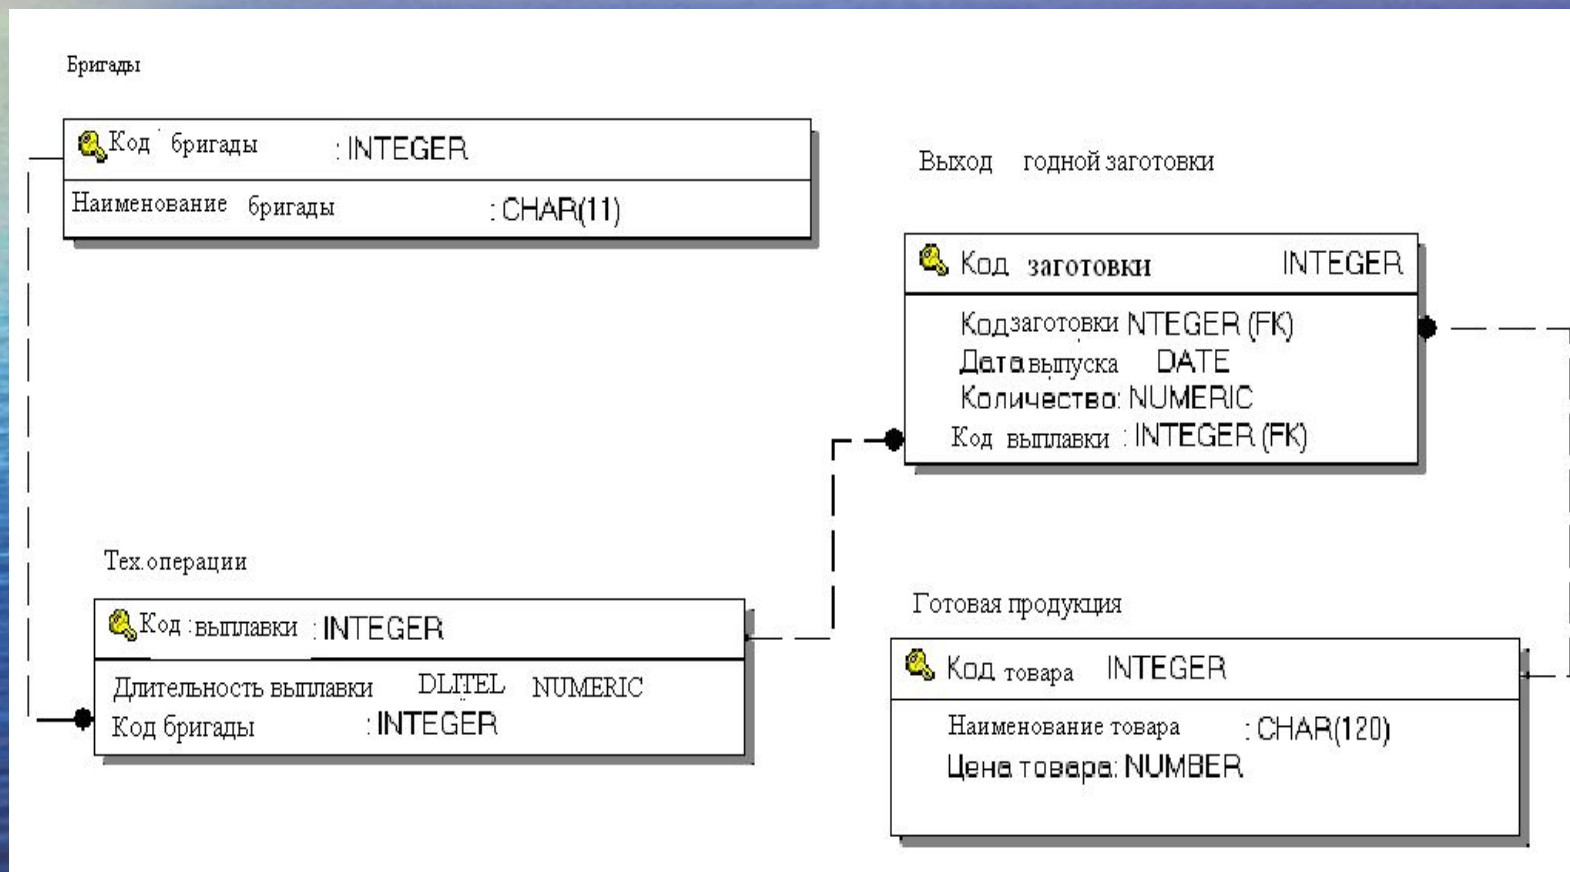 Бригады
Код бригады : INTEGER
Наименование бригады : CHAR(11)
Выход годной заготовки
Код заготовки INTEGER
Код заготовки NTEGER (FK)
Дата выпуска DATE
Количество: NUMERIC
Код выплавки : INTEGER (FK)
Тех.операции
Код : выплавки : INTEGER
Длительность выплавки DLITEL NUMERIC
Код бригады : INTEGER
Готовая продукция
Код товара INTEGER
Наименование товара : CHAR(120)
Цена товара: NUMBER